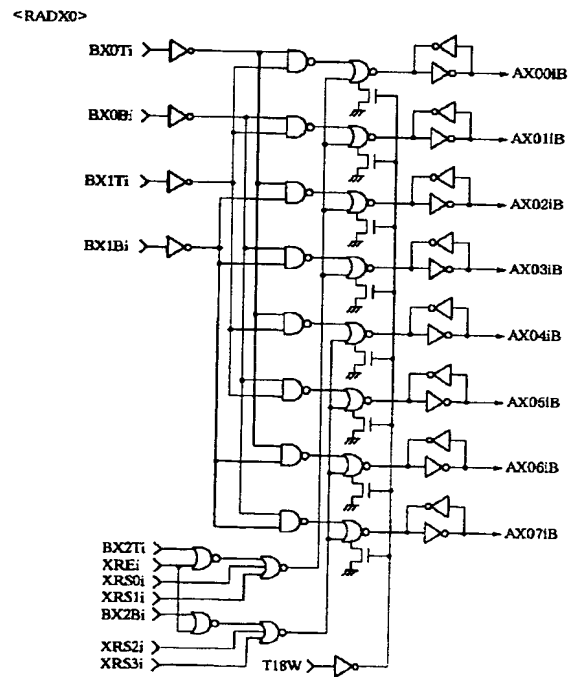 <RADX0>
BX0Ti
AX00iB
BX0Bi
AX01iB
BX1Ti
AX02iB
BX1Bi
AX03iB
AX04iB
AX05iB
AX06iB
AX07iB
BX2Ti
XREi
XRS0i
XRS1i
BX2Bi
XRS2i
XRS3i
T18W